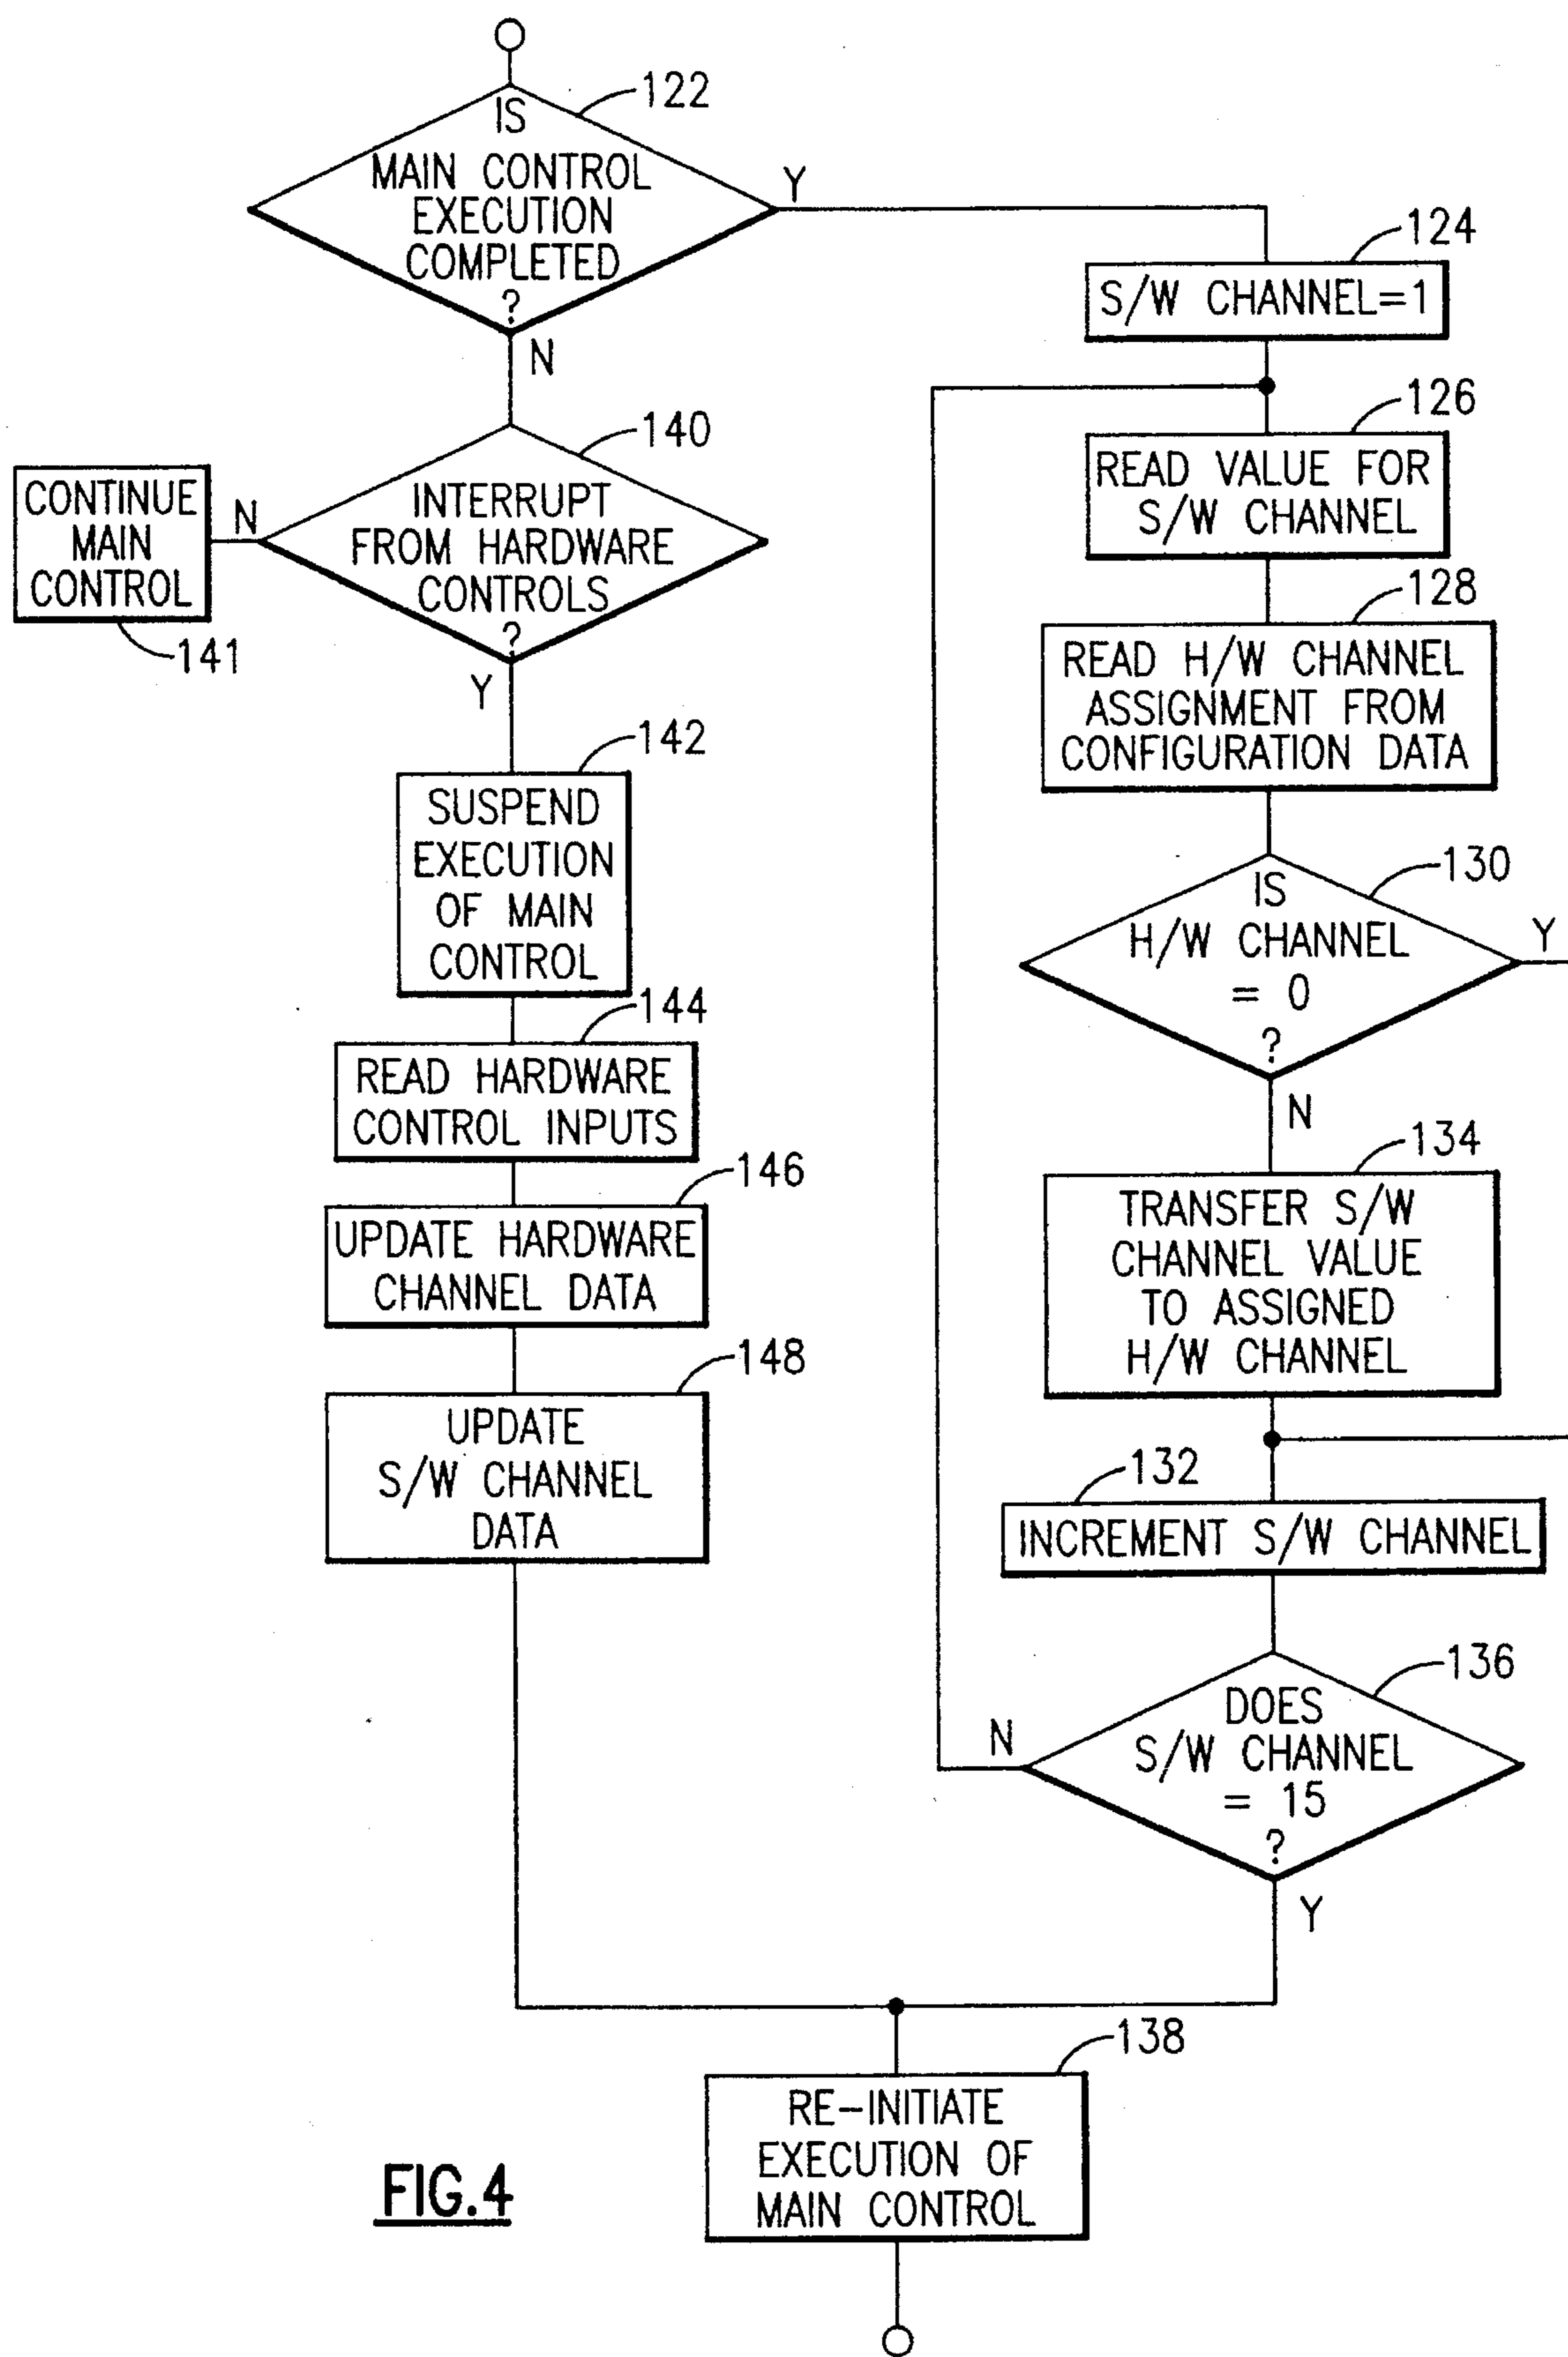 122
IS
MAIN CONTROL
EXECUTION
COMPLETED
?
Y
N
124
S/W CHANNEL=1
126
READ VALUE FOR
S/W CHANNEL
128
READ H/W CHANNEL
ASSIGNMENT FROM
CONFIGURATION DATA
130
IS
H/W CHANNEL
= 0
?
Y
N
134
TRANSFER S/W
CHANNEL VALUE
TO ASSIGNED
H/W CHANNEL
132
INCREMENT S/W CHANNEL
136
DOES
S/W CHANNEL
= 15
?
N
Y
140
INTERRUPT
FROM HARDWARE
CONTROLS
?
N
Y
CONTINUE
MAIN
CONTROL
141
142
SUSPEND
EXECUTION
OF MAIN
CONTROL
144
READ HARDWARE
CONTROL INPUTS
146
UPDATE HARDWARE
CHANNEL DATA
148
UPDATE
S/W CHANNEL
DATA
138
RE-INITIATE
EXECUTION OF
MAIN CONTROL
FIG.4